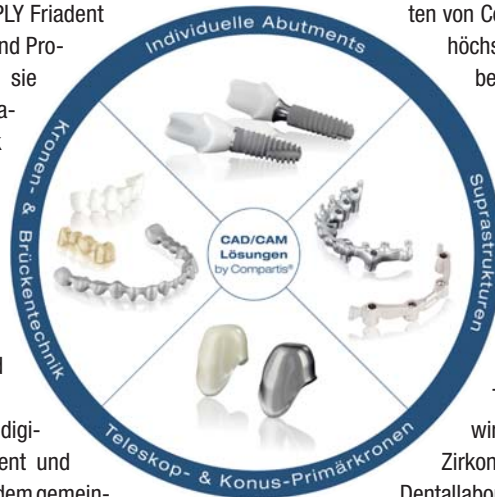 PLY Friadent
nd Pro-
sie
a-
Individuelle Abutments
Suprastrukturen
Teleskop- & Konus-Primärkronen
Kronen- & Brückentechnik
CAD/CAM
Lösungen
by Compartis®
digi-
ent und
dem gemein-
ten von Co
höchs
be
wir
Zirkon
Dentallabo